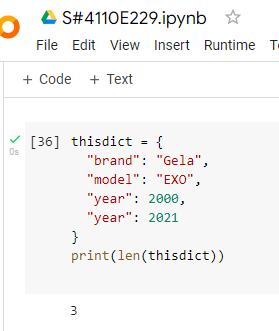 S#4110E229.ipynb
File Edit View Insert Runtime
+ Code + Text
[36] thisdict = {
"brand": "Gela",
"model": "EXO",
"year": 2000,
"year": 2021
}
0s
print(len(thisdict))
3